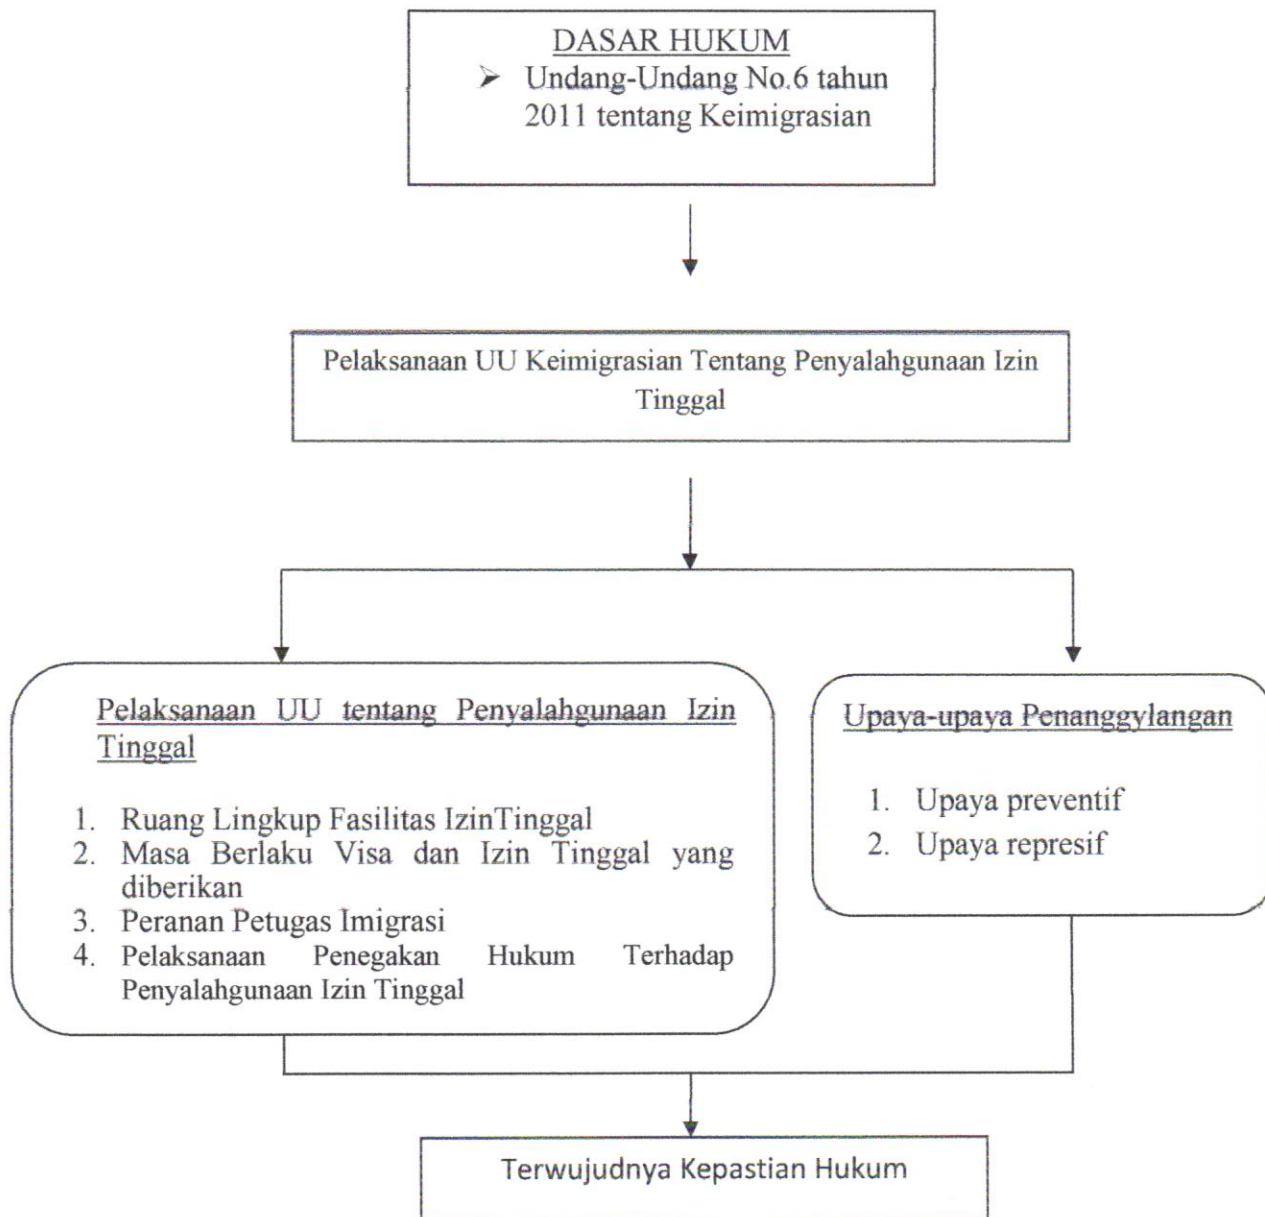 DASAR HUKUM
➤ Undang-Undang No.6 tahun
2011 tentang Keimigrasian
Pelaksanaan UU Keimigrasian Tentang Penyalahgunaan Izin
Tinggal
Pelaksanaan UU tentang Penyalahgunaan Izin
Tinggal
1. Ruang Lingkup Fasilitas IzinTinggal
2. Masa Berlaku Visa dan Izin Tinggal yang
diberikan
3. Peranan Petugas Imigrasi
4. Pelaksanaan Penegakan Hukum Terhadap
Penyalahgunaan Izin Tinggal
Upaya-upaya Penanggylangan
1. Upaya preventif
2. Upaya represif
Terwujudnya Kepastian Hukum